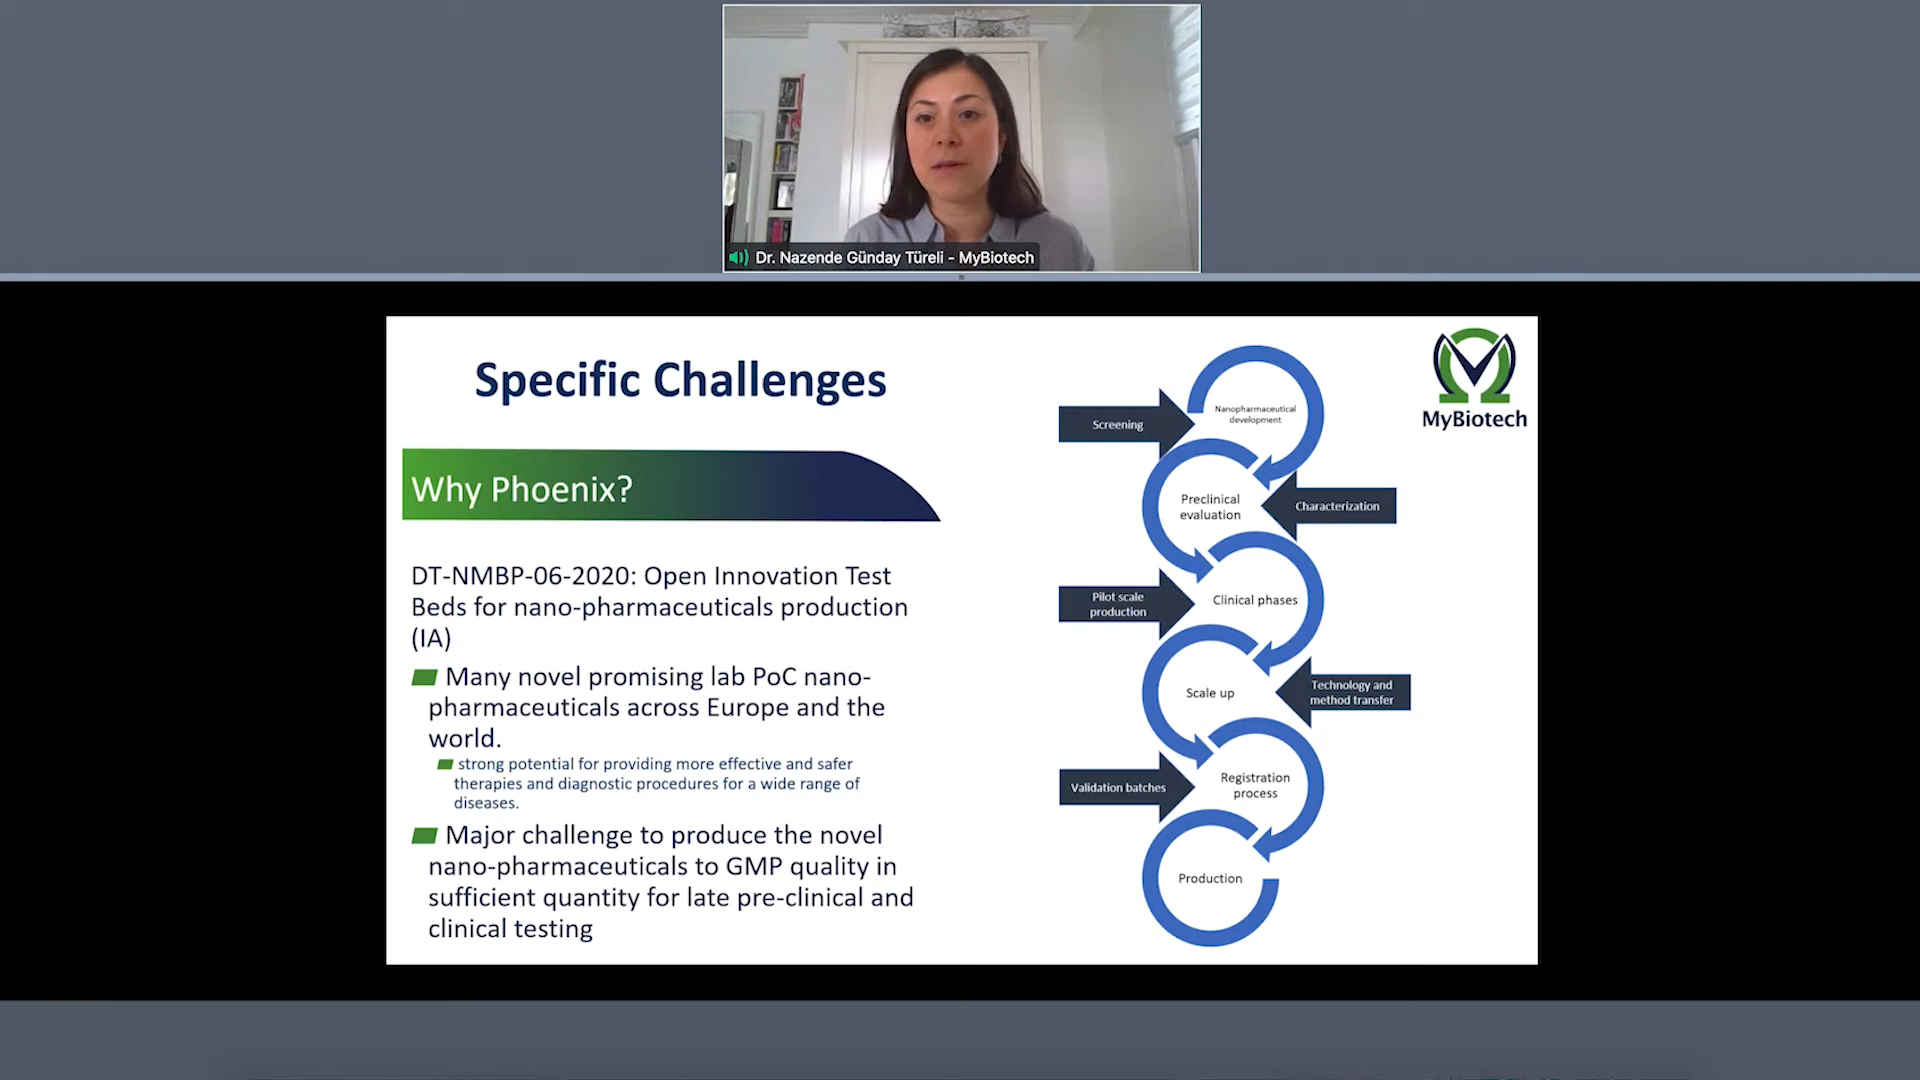 Dr. Nazende Günday Türeli - MyBiotech
Specific Challenges
MyBiotech
Why Phoenix?
DT-NMBP-06-2020: Open Innovation Test
Beds for nano-pharmaceuticals production
(IA)
Many novel promising lab PoC nano-
pharmaceuticals across Europe and the
world.
strong potential for providing more effective and safer
therapies and diagnostic procedures for a wide range of
diseases.
Major challenge to produce the novel
nano-pharmaceuticals to GMP quality in
sufficient quantity for late pre-clinical and
clinical testing
Nanopharmaceutical
development
Screening
Preclinical
evaluation
Characterization
Pilot scale
production
Clinical phases
Scale up
Technology and
method transfer
Registration
process
Validation batches
Production